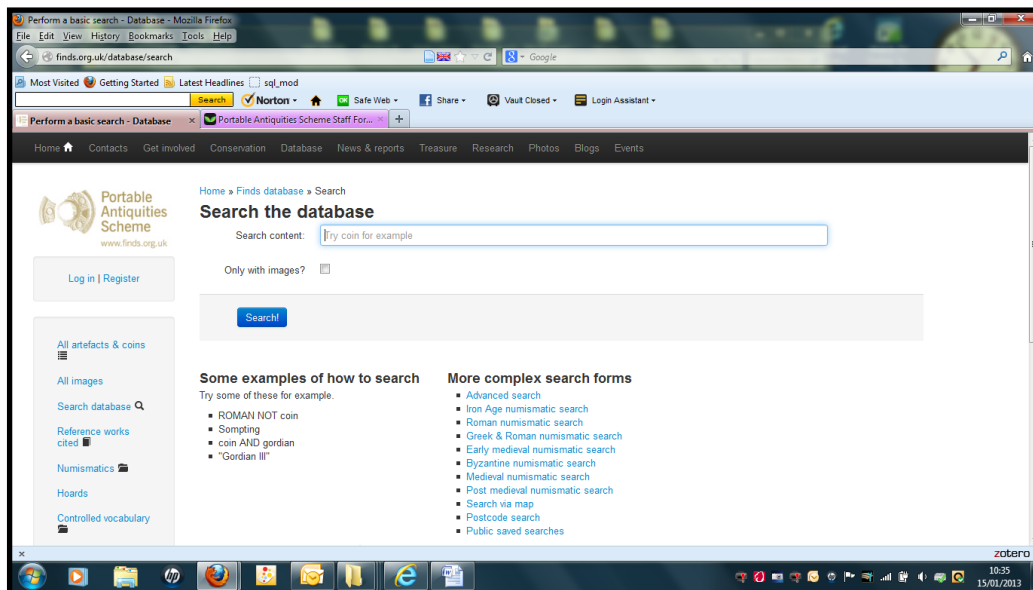 Perform a basic search - Database - Mozilla Firefox
File Edit View History Bookmarks Tools Help
finds.org.uk/database/search
Google
Most Visited Getting Started Latest Headlines sql_mod
Search Norton Safe Web Share Vault Closed Login Assistant
Perform a basic search - Database × Portable Antiquities Scheme Staff For... × +
Home Contacts Get involved Conservation Database News & reports Treasure Research Photos Blogs Events
Portable
Antiquities
Scheme
www.finds.org.uk
Log in | Register
All artefacts & coins
All images
Search database
Reference works
cited
Numismatics
Hoards
Controlled vocabulary
Home » Finds database » Search
Search the database
Search content: Try coin for example
Only with images?
Search!
Some examples of how to search
Try some of these for example.
ROMAN NOT coin
Sompting
coin AND gordian
"Gordian III"
More complex search forms
Advanced search
Iron Age numismatic search
Roman numismatic search
Greek & Roman numismatic search
Early medieval numismatic search
Byzantine numismatic search
Medieval numismatic search
Post medieval numismatic search
Search via map
Postcode search
Public saved searches
× zotero
10:35
15/01/2013